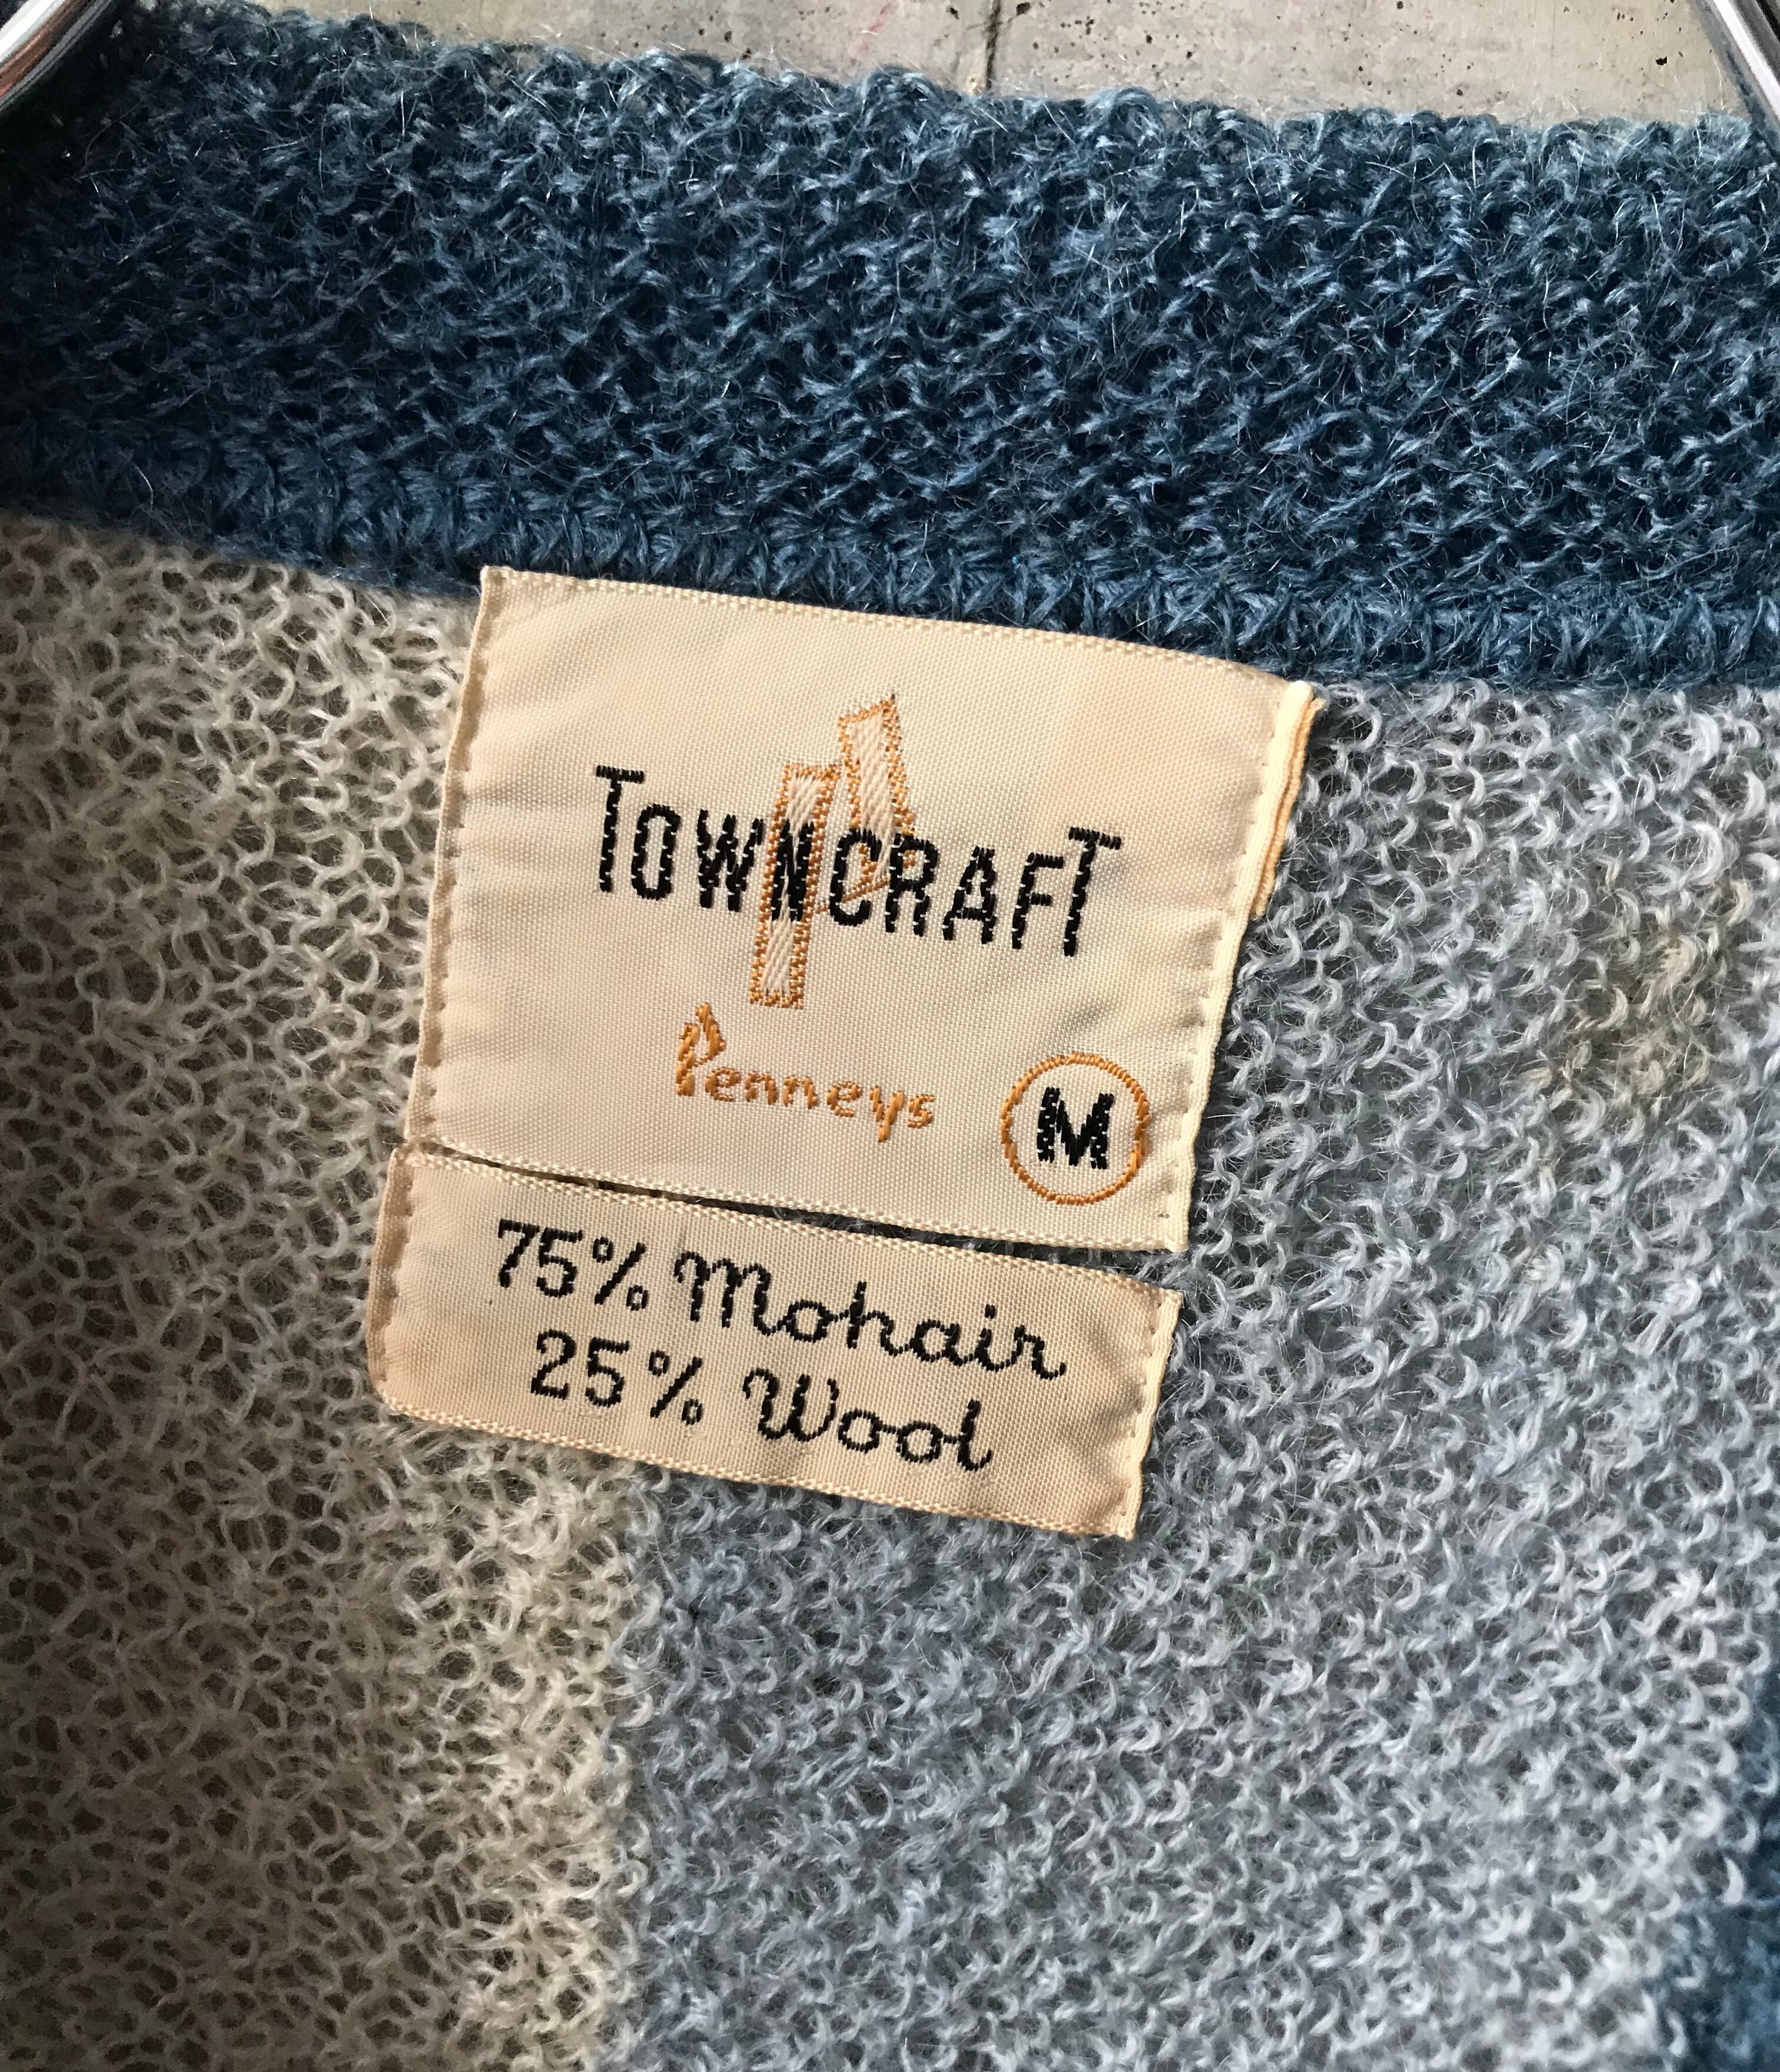 TOWNCRAFT
Penneys
M
75% Mohair
25% Wool